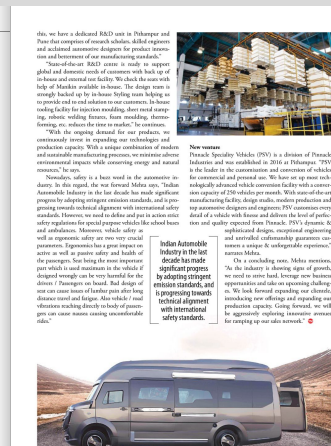 this, we have a dedicated R&D unit in Pithampur and
Pune that comprises of research scholars, skilled engineers
and acclaimed automotive designers for product innova-
tion and betterment of our manufacturing standards."
"State-of-the-art R&D centre is ready to support
global and domestic needs of customers with back up of
in-house and external test facility. We check the seats with
help of Manikin available in-house. The design team is
strongly backed up by in-house Styling team helping us
to provide end to end solution to our customers. In-house
tooling facility for injection moulding, sheet metal stamp-
ing, robotic welding fixtures, foam moulding, thermo-
forming, etc. reduces the time to market," he continues.
"With the ongoing demand for our products, we
continuously invest in expanding our technologies and
production capacity. With a unique combination of modern
and sustainable manufacturing processes, we minimize adverse
environmental impacts while conserving energy and natural
resources," he says.
Nowadays, safety is a buzz word in the automotive in-
dustry. In this regard, the war forward Mehra says, "Indian
Automobile Industry in the last decade has made significant
progress by adopting stringent emission standards, and is pro-
gressing towards technical alignment with international safety
standards. However, we need to define and put in action strict
safety regulations for special purpose vehicles like school buses
and ambulances. Moreover, vehicle safety as
well as ergonomic safety are two very crucial
parameters. Ergonomics has a great impact on
active as well as passive safety and health of
the passengers. Seat being the most important
part which is used maximum in the vehicle if
designed wrongly can be very harmful for the
drivers / Passengers on board. Bad design of
seat can cause issues of lumbar pain after long
distance travel and fatigue. Also vehicle / road
vibrations reaching directly to body of passen-
gers can cause nausea causing uncomfortable
rides."
Indian Automobile
Industry in the last
decade has made
significant progress
by adopting stringent
emission standards, and
is progressing towards
technical alignment
with international
safety standards.
New venture
Pinnacle Speciality Vehicles (PSV) is a division of Pinnacle
Industries and was established in 2016 at Pithampur. "PSV
is the leader in the customisation and conversion of vehicles
for commercial and personal use. We have set up most tech-
nologically advanced vehicle conversion facility with a conver-
sion capacity of 250 vehicles per month. With state-of-the-art
manufacturing facility, design studio, modern production and
top automotive designers and engineers; PSV customises every
detail of a vehicle with finesse and delivers the level of perfec-
tion and quality expected from Pinnacle. PSV's dynamic &
sophisticated designs, exceptional engineering
and unrivalled craftsmanship guarantees cus-
tomers a unique & unforgettable experience,"
narrates Mehra.
On a concluding note, Mehra mentions,
"As the industry is showing signs of growth,
we need to strive hard. Leverage new business
opportunities and take on upcoming challeng-
es. We look forward expanding our clientele,
introducing new offerings and expanding our
production capacity. Going forward, we will
be aggressively exploring innovative avenues
for ramping up our sales network."